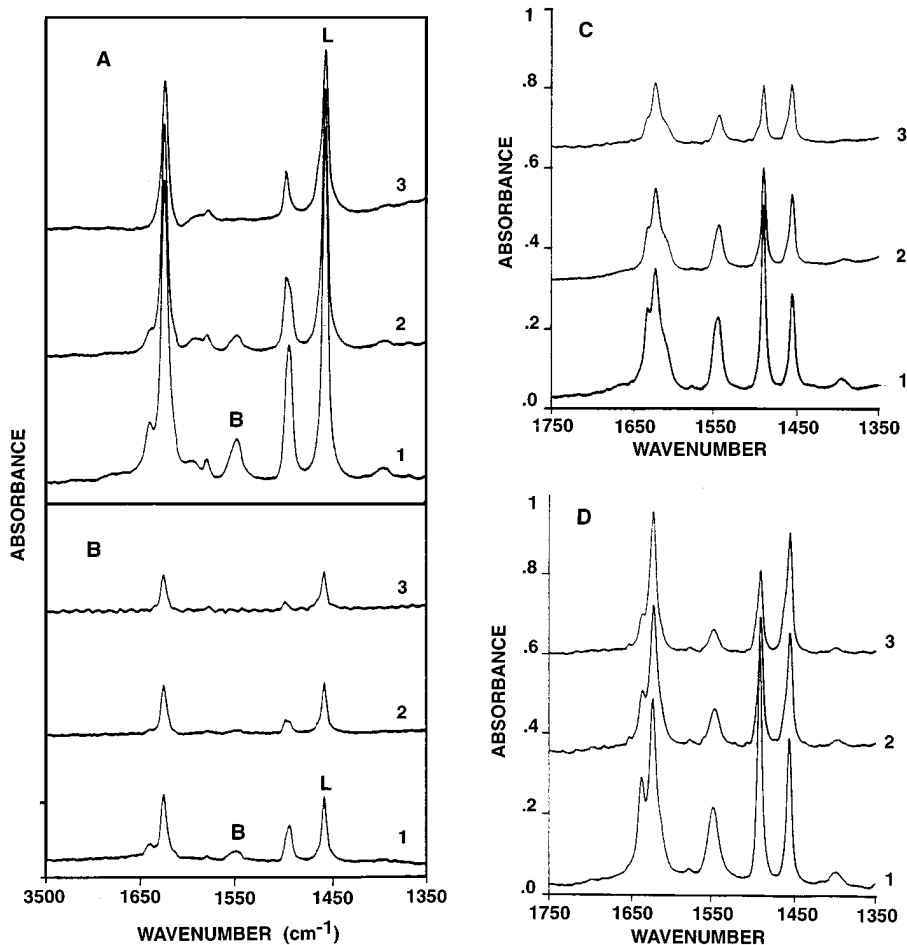 A
L
3
2
B
1
ABSORBANCE
B
3
2
L
B
1
3500 1650 1550 1450 1350
WAVENUMBER (cm-1)
C
1
.8
.6
.4
.2
.0
ABSORBANCE
3
2
1
1750 1650 1550 1450 1350
WAVENUMBER
D
1
.8
.6
.4
.2
.0
ABSORBANCE
3
2
1
1750 1650 1550 1450 1350
WAVENUMBER